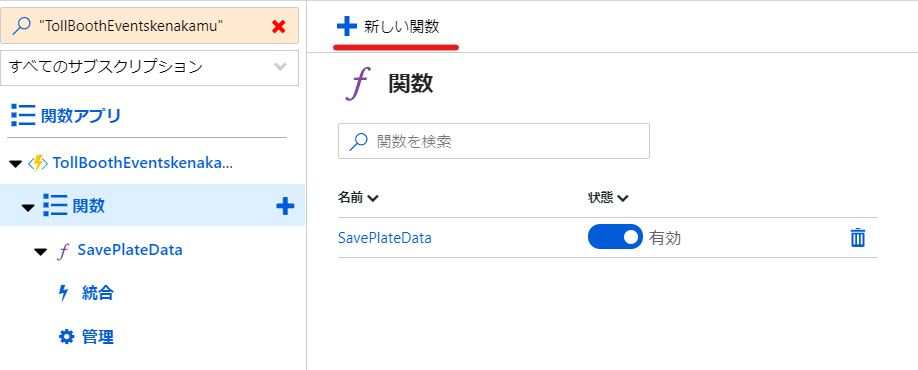 "TollBoothEventskenakamu"
すべてのサブスクリプション
関数アプリ
TollBoothEventskenaka...
関数
SavePlateData
統合
管理
新しい関数
関数
関数を検索
名前 状態
SavePlateData 有効